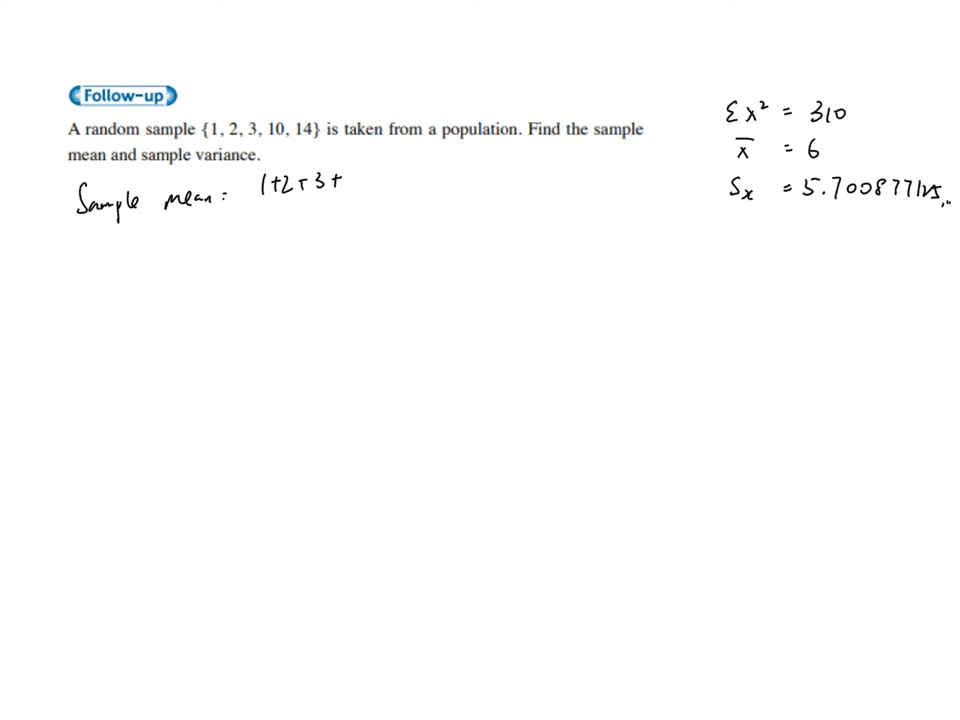 Follow-up
A random sample {1, 2, 3, 10, 14} is taken from a population. Find the sample
mean and sample variance.
Sample mean = 1+2+3+
Σx² = 310
x̄ = 6
Sx = 5.700877125...